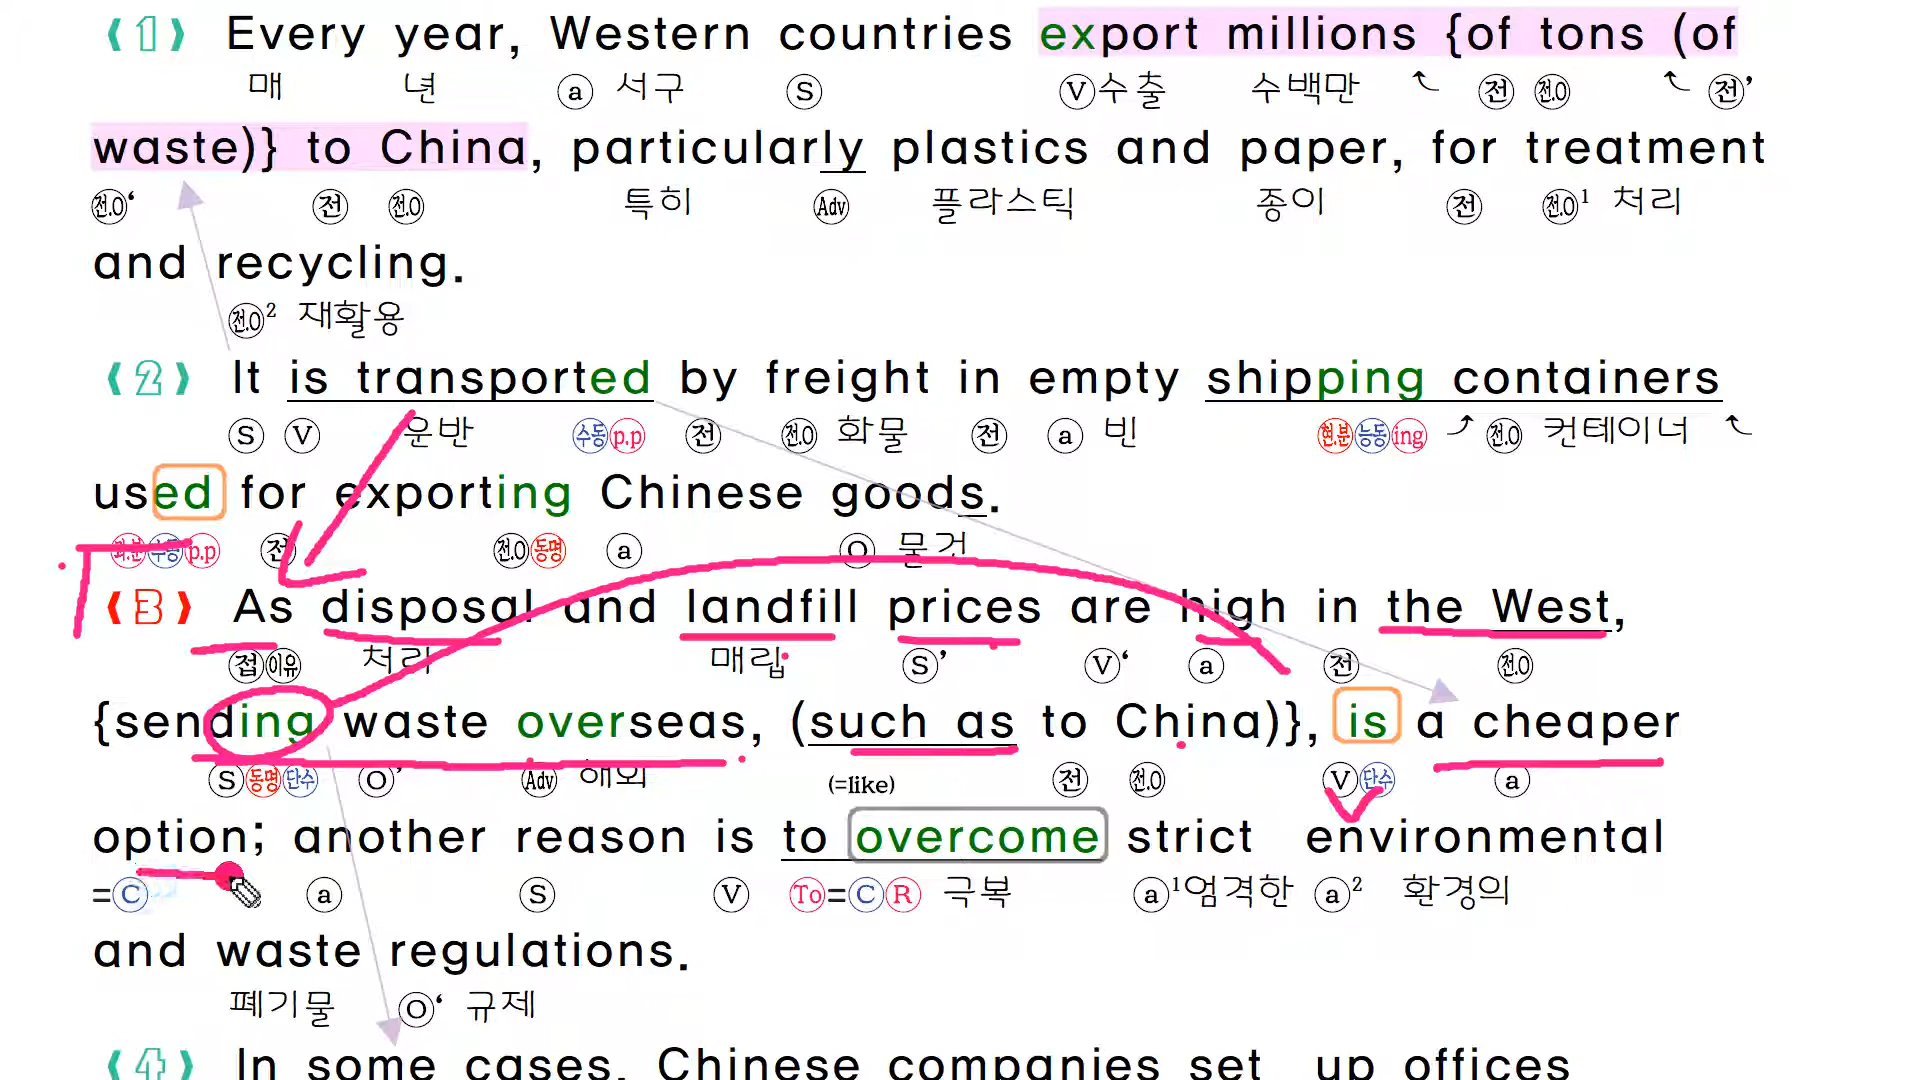 (1) Every year, Western countries export millions {of tons (of
매 년 ⓐ 서구 Ⓢ Ⓥ수출 수백만 전 전.O 전'
waste)} to China, particularly plastics and paper, for treatment
전.O' 전 전.O 특히 Adv 플라스틱 종이 전 전.O¹ 처리
and recycling.
전.O² 재활용
(2) It is transported by freight in empty shipping containers
Ⓢ Ⓥ 운반 수동 p.p 전 전.O 화물 전 ⓐ 빈 현.분 능동 ing 전.O 컨테이너
used for exporting Chinese goods.
과.분 수동 p.p 전 전.O 동명 ⓐ Ⓞ 물건
(3) As disposal and landfill prices are high in the West,
접 이유 처리 매립 Ⓢ' Ⓥ' ⓐ 전 전.O
{sending waste overseas, (such as to China)}, is a cheaper
Ⓢ 동명 단수 Ⓞ' Adv 해외 (=like) 전 전.O Ⓥ 단수 ⓐ
option; another reason is to overcome strict environmental
=Ⓒ ⓐ Ⓢ Ⓥ To=ⒸⓇ 극복 ⓐ¹엄격한 ⓐ² 환경의
and waste regulations.
폐기물 Ⓞ' 규제
(4) In some cases, Chinese companies set up offices